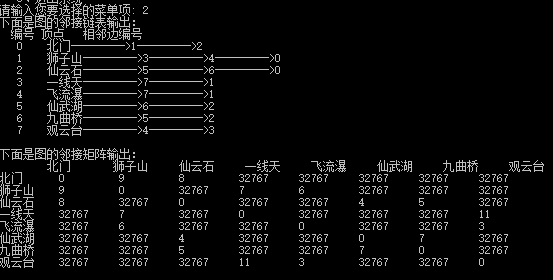 请输入您要选择的菜单项: 2
下面是图的邻接链表输出:
编号 顶点 相邻边编号
0 北门————>1————>2
1 狮子山————>3————>4————>0
2 仙云石————>5————>6————>0
3 一线天————>7————>1
4 飞流瀑————>7————>1
5 仙武湖————>6————>2
6 九曲桥————>5————>2
7 观云台————>4————>3
下面是图的邻接矩阵输出:
北门 狮子山 仙云石 一线天 飞流瀑 仙武湖 九曲桥 观云台
北门 0 9 8 32767 32767 32767 32767 32767
狮子山 9 0 32767 7 6 32767 32767 32767
仙云石 8 32767 0 32767 32767 4 5 32767
一线天 32767 7 32767 0 32767 32767 32767 11
飞流瀑 32767 6 32767 32767 0 32767 32767 3
仙武湖 32767 32767 4 32767 32767 0 7 32767
九曲桥 32767 32767 5 32767 32767 7 0 32767
观云台 32767 32767 32767 11 3 32767 32767 0